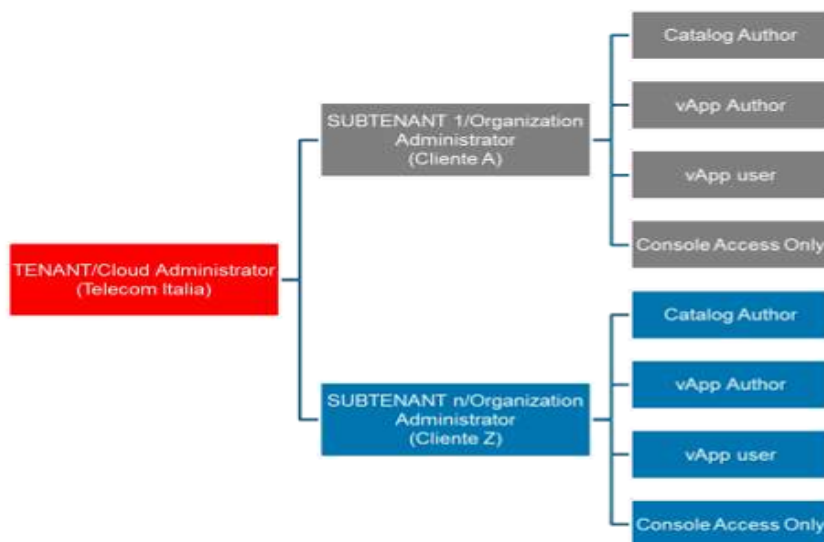 Catalog Author
vApp Author
SUBTENANT 1/Organization
Administrator
(Cliente A)
vApp user
Console Access Only
TENANT/Cloud Administrator
(Telecom Italia)
Catalog Author
vApp Author
SUBTENANT n/Organization
Administrator
(Cliente Z)
vApp user
Console Access Only